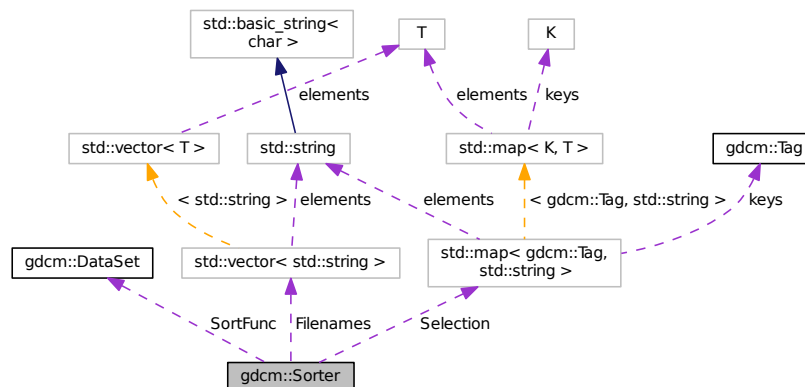 std::basic_string<
char >
T
K
elements
elements
keys
std::vector< T >
std::string
std::map< K, T >
gdcm::Tag
< std::string >
elements
elements
< gdcm::Tag, std::string >
keys
gdcm::DataSet
std::vector< std::string >
std::map< gdcm::Tag,
std::string >
SortFunc
Filenames
Selection
gdcm::Sorter